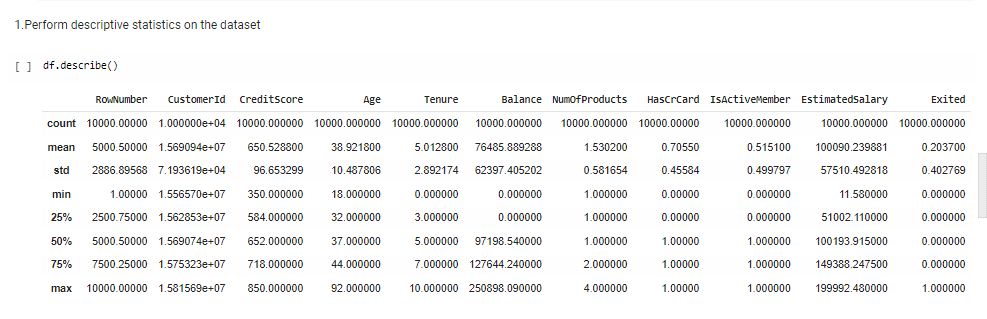 1.Perform descriptive statistics on the dataset
[ ] df.describe()
RowNumber CustomerId CreditScore Age Tenure Balance NumOfProducts HasCrCard IsActiveMember EstimatedSalary Exited
count 10000.00000 1.000000e+04 10000.000000 10000.000000 10000.000000 10000.000000 10000.000000 10000.00000 10000.000000 10000.000000 10000.000000
mean 5000.50000 1.569094e+07 650.528800 38.921800 5.012800 76485.889288 1.530200 0.70550 0.515100 100090.239881 0.203700
std 2886.89568 7.193619e+04 96.653299 10.487806 2.892174 62397.405202 0.581654 0.45584 0.499797 57510.492818 0.402769
min 1.00000 1.556570e+07 350.000000 18.000000 0.000000 0.000000 1.000000 0.00000 0.000000 11.580000 0.000000
25% 2500.75000 1.562853e+07 584.000000 32.000000 3.000000 0.000000 1.000000 0.00000 0.000000 51002.110000 0.000000
50% 5000.50000 1.569074e+07 652.000000 37.000000 5.000000 97198.540000 1.000000 1.00000 1.000000 100193.915000 0.000000
75% 7500.25000 1.575323e+07 718.000000 44.000000 7.000000 127644.240000 2.000000 1.00000 1.000000 149388.247500 0.000000
max 10000.00000 1.581569e+07 850.000000 92.000000 10.000000 250898.090000 4.000000 1.00000 1.000000 199992.480000 1.000000